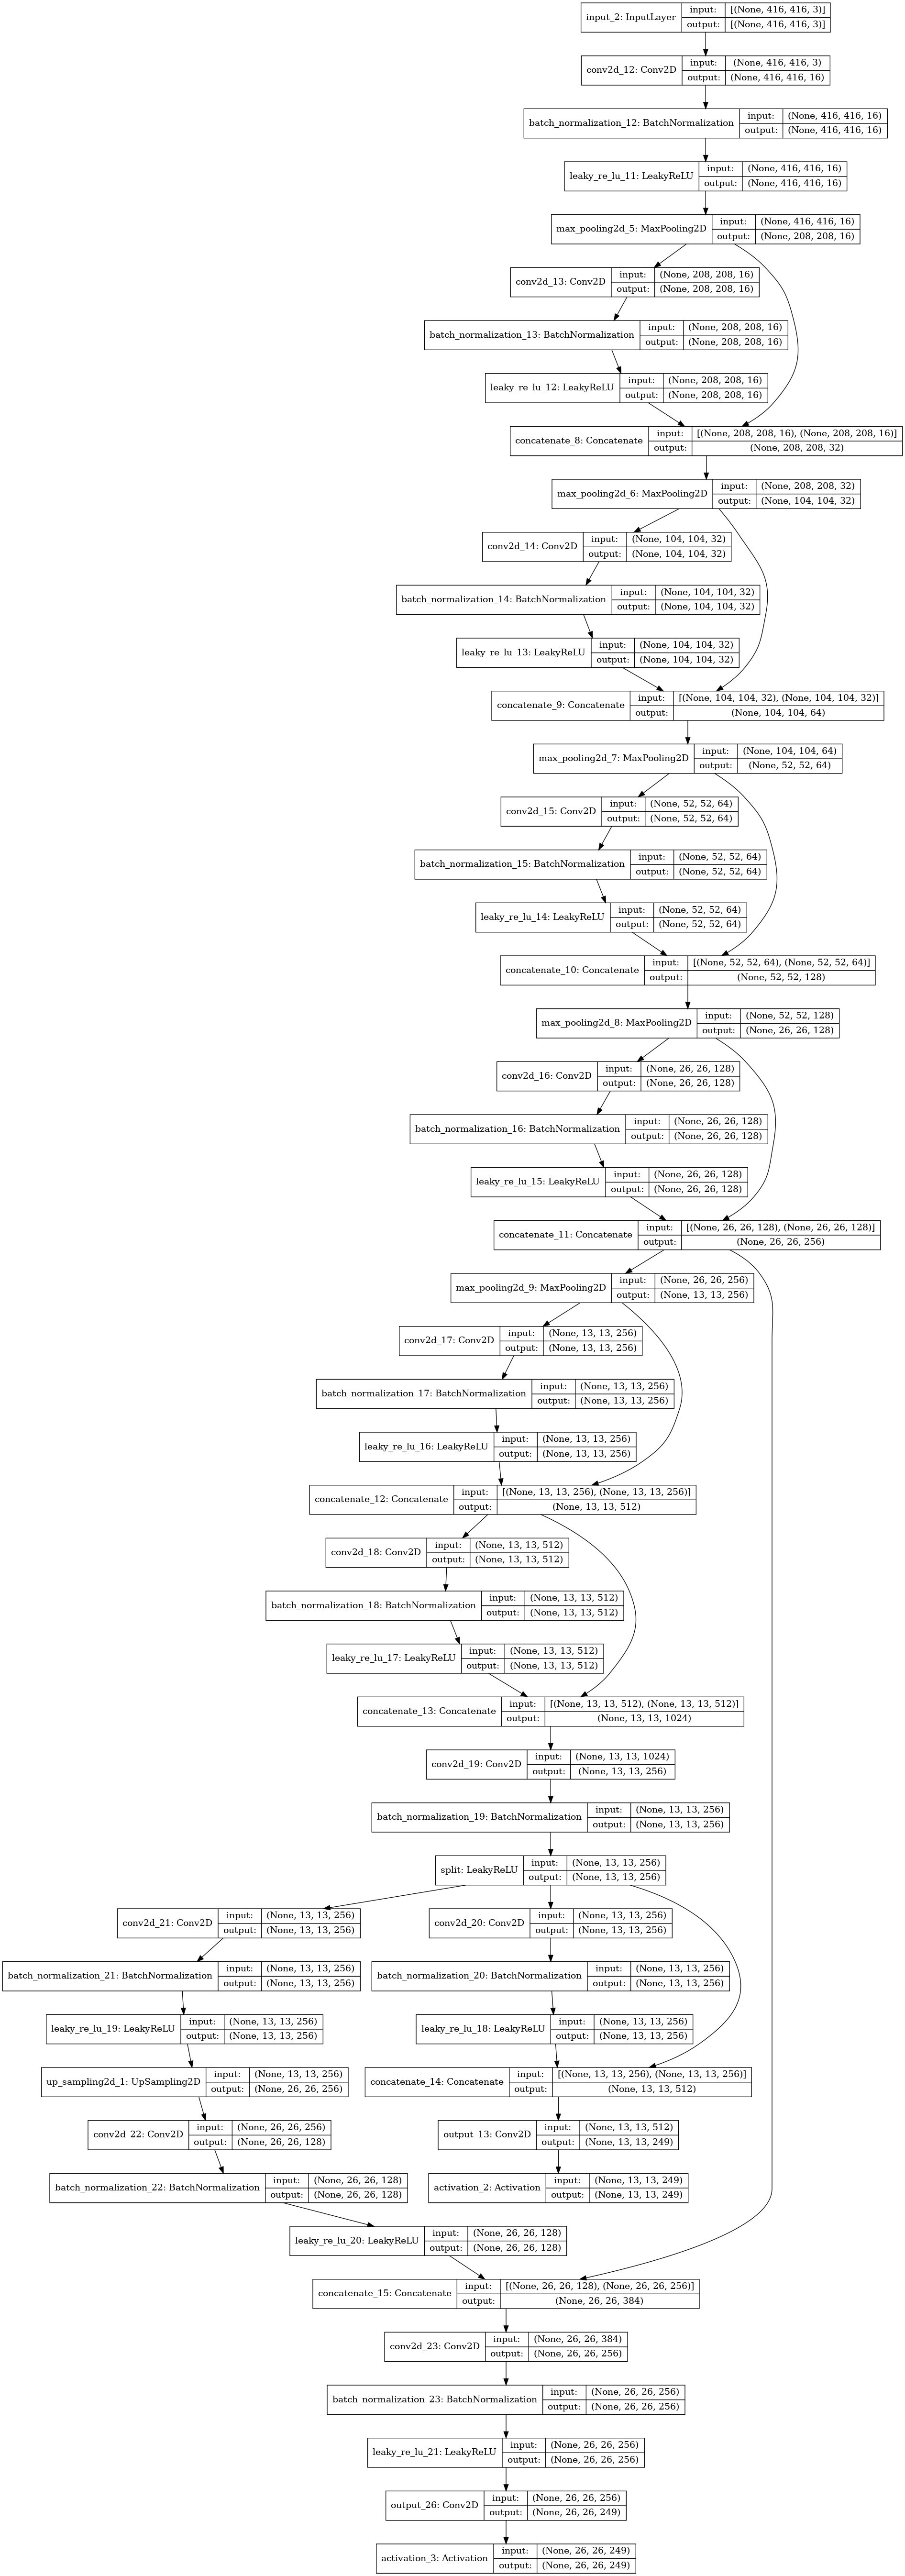 input_2: InputLayer
input: [(None, 416, 416, 3)]
output: [(None, 416, 416, 3)]
conv2d_12: Conv2D
input: (None, 416, 416, 3)
output: (None, 416, 416, 16)
batch_normalization_12: BatchNormalization
input: (None, 416, 416, 16)
output: (None, 416, 416, 16)
leaky_re_lu_11: LeakyReLU
input: (None, 416, 416, 16)
output: (None, 416, 416, 16)
max_pooling2d_5: MaxPooling2D
input: (None, 416, 416, 16)
output: (None, 208, 208, 16)
conv2d_13: Conv2D
input: (None, 208, 208, 16)
output: (None, 208, 208, 16)
batch_normalization_13: BatchNormalization
input: (None, 208, 208, 16)
output: (None, 208, 208, 16)
leaky_re_lu_12: LeakyReLU
input: (None, 208, 208, 16)
output: (None, 208, 208, 16)
concatenate_8: Concatenate
input: [(None, 208, 208, 16), (None, 208, 208, 16)]
output: (None, 208, 208, 32)
max_pooling2d_6: MaxPooling2D
input: (None, 208, 208, 32)
output: (None, 104, 104, 32)
conv2d_14: Conv2D
input: (None, 104, 104, 32)
output: (None, 104, 104, 32)
batch_normalization_14: BatchNormalization
input: (None, 104, 104, 32)
output: (None, 104, 104, 32)
leaky_re_lu_13: LeakyReLU
input: (None, 104, 104, 32)
output: (None, 104, 104, 32)
concatenate_9: Concatenate
input: [(None, 104, 104, 32), (None, 104, 104, 32)]
output: (None, 104, 104, 64)
max_pooling2d_7: MaxPooling2D
input: (None, 104, 104, 64)
output: (None, 52, 52, 64)
conv2d_15: Conv2D
input: (None, 52, 52, 64)
output: (None, 52, 52, 64)
batch_normalization_15: BatchNormalization
input: (None, 52, 52, 64)
output: (None, 52, 52, 64)
leaky_re_lu_14: LeakyReLU
input: (None, 52, 52, 64)
output: (None, 52, 52, 64)
concatenate_10: Concatenate
input: [(None, 52, 52, 64), (None, 52, 52, 64)]
output: (None, 52, 52, 128)
max_pooling2d_8: MaxPooling2D
input: (None, 52, 52, 128)
output: (None, 26, 26, 128)
conv2d_16: Conv2D
input: (None, 26, 26, 128)
output: (None, 26, 26, 128)
batch_normalization_16: BatchNormalization
input: (None, 26, 26, 128)
output: (None, 26, 26, 128)
leaky_re_lu_15: LeakyReLU
input: (None, 26, 26, 128)
output: (None, 26, 26, 128)
concatenate_11: Concatenate
input: [(None, 26, 26, 128), (None, 26, 26, 128)]
output: (None, 26, 26, 256)
max_pooling2d_9: MaxPooling2D
input: (None, 26, 26, 256)
output: (None, 13, 13, 256)
conv2d_17: Conv2D
input: (None, 13, 13, 256)
output: (None, 13, 13, 256)
batch_normalization_17: BatchNormalization
input: (None, 13, 13, 256)
output: (None, 13, 13, 256)
leaky_re_lu_16: LeakyReLU
input: (None, 13, 13, 256)
output: (None, 13, 13, 256)
concatenate_12: Concatenate
input: [(None, 13, 13, 256), (None, 13, 13, 256)]
output: (None, 13, 13, 512)
conv2d_18: Conv2D
input: (None, 13, 13, 512)
output: (None, 13, 13, 512)
batch_normalization_18: BatchNormalization
input: (None, 13, 13, 512)
output: (None, 13, 13, 512)
leaky_re_lu_17: LeakyReLU
input: (None, 13, 13, 512)
output: (None, 13, 13, 512)
concatenate_13: Concatenate
input: [(None, 13, 13, 512), (None, 13, 13, 512)]
output: (None, 13, 13, 1024)
conv2d_19: Conv2D
input: (None, 13, 13, 1024)
output: (None, 13, 13, 256)
batch_normalization_19: BatchNormalization
input: (None, 13, 13, 256)
output: (None, 13, 13, 256)
split: LeakyReLU
input: (None, 13, 13, 256)
output: (None, 13, 13, 256)
conv2d_21: Conv2D
input: (None, 13, 13, 256)
output: (None, 13, 13, 256)
conv2d_20: Conv2D
input: (None, 13, 13, 256)
output: (None, 13, 13, 256)
batch_normalization_21: BatchNormalization
input: (None, 13, 13, 256)
output: (None, 13, 13, 256)
batch_normalization_20: BatchNormalization
input: (None, 13, 13, 256)
output: (None, 13, 13, 256)
leaky_re_lu_19: LeakyReLU
input: (None, 13, 13, 256)
output: (None, 13, 13, 256)
leaky_re_lu_18: LeakyReLU
input: (None, 13, 13, 256)
output: (None, 13, 13, 256)
up_sampling2d_1: UpSampling2D
input: (None, 13, 13, 256)
output: (None, 26, 26, 256)
concatenate_14: Concatenate
input: [(None, 13, 13, 256), (None, 13, 13, 256)]
output: (None, 13, 13, 512)
conv2d_22: Conv2D
input: (None, 26, 26, 256)
output: (None, 26, 26, 128)
output_13: Conv2D
input: (None, 13, 13, 512)
output: (None, 13, 13, 249)
batch_normalization_22: BatchNormalization
input: (None, 26, 26, 128)
output: (None, 26, 26, 128)
activation_2: Activation
input: (None, 13, 13, 249)
output: (None, 13, 13, 249)
leaky_re_lu_20: LeakyReLU
input: (None, 26, 26, 128)
output: (None, 26, 26, 128)
concatenate_15: Concatenate
input: [(None, 26, 26, 128), (None, 26, 26, 256)]
output: (None, 26, 26, 384)
conv2d_23: Conv2D
input: (None, 26, 26, 384)
output: (None, 26, 26, 256)
batch_normalization_23: BatchNormalization
input: (None, 26, 26, 256)
output: (None, 26, 26, 256)
leaky_re_lu_21: LeakyReLU
input: (None, 26, 26, 256)
output: (None, 26, 26, 256)
output_26: Conv2D
input: (None, 26, 26, 256)
output: (None, 26, 26, 249)
activation_3: Activation
input: (None, 26, 26, 249)
output: (None, 26, 26, 249)